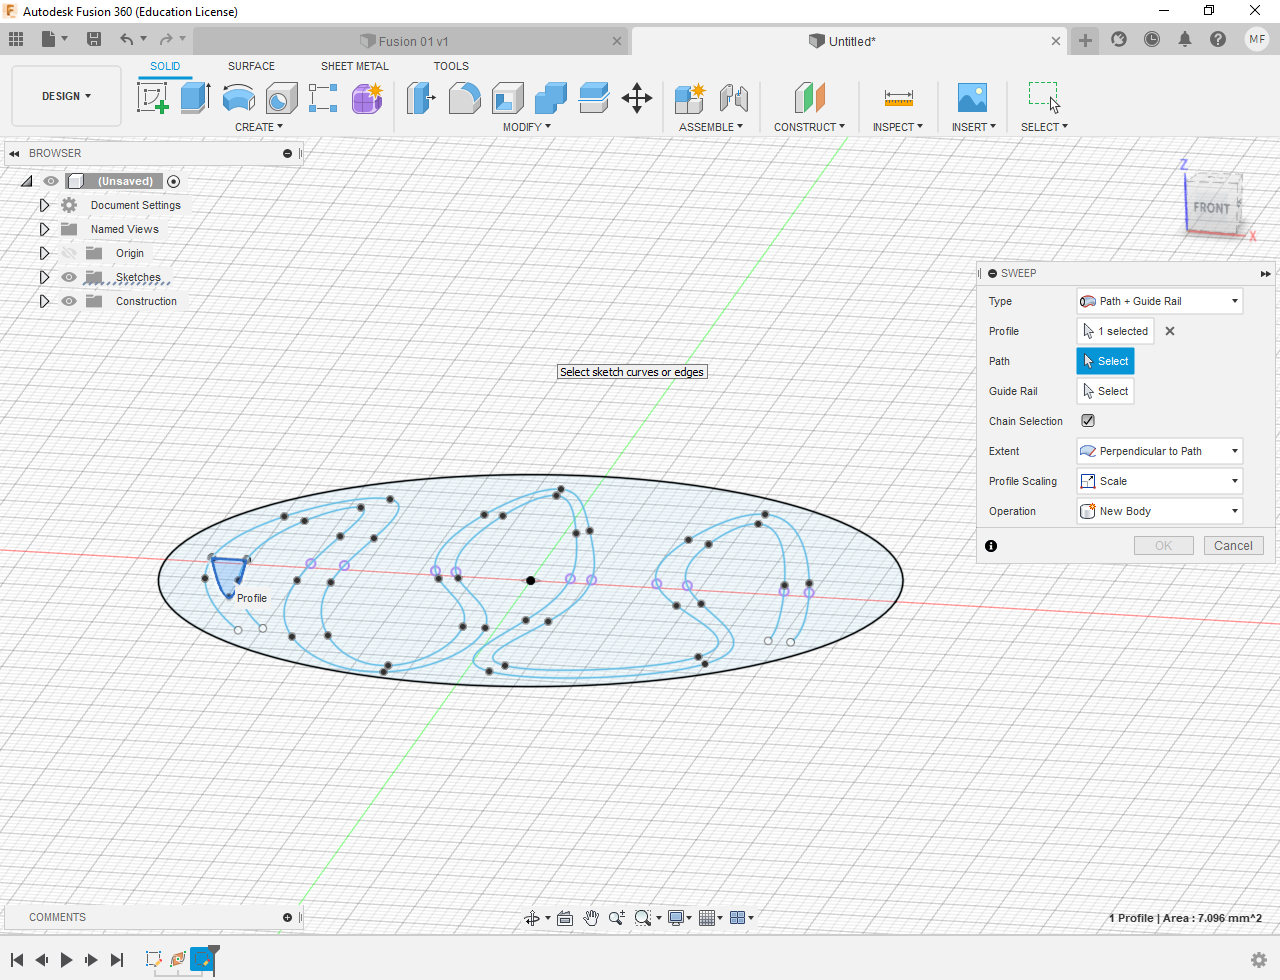 Autodesk Fusion 360 (Education License)
Fusion 01 v1
Untitled*
MF
DESIGN
SOLID
SURFACE
SHEET METAL
TOOLS
CREATE
MODIFY
ASSEMBLE
CONSTRUCT
INSPECT
INSERT
SELECT
BROWSER
(Unsaved)
Document Settings
Named Views
Origin
Sketches
Construction
Z
FRONT
X
SWEEP
Type
Path + Guide Rail
Profile
1 selected
Path
Select
Guide Rail
Select
Chain Selection
Extent
Perpendicular to Path
Profile Scaling
Scale
Operation
New Body
OK
Cancel
Select sketch curves or edges
Profile
COMMENTS
1 Profile | Area : 7.096 mm^2